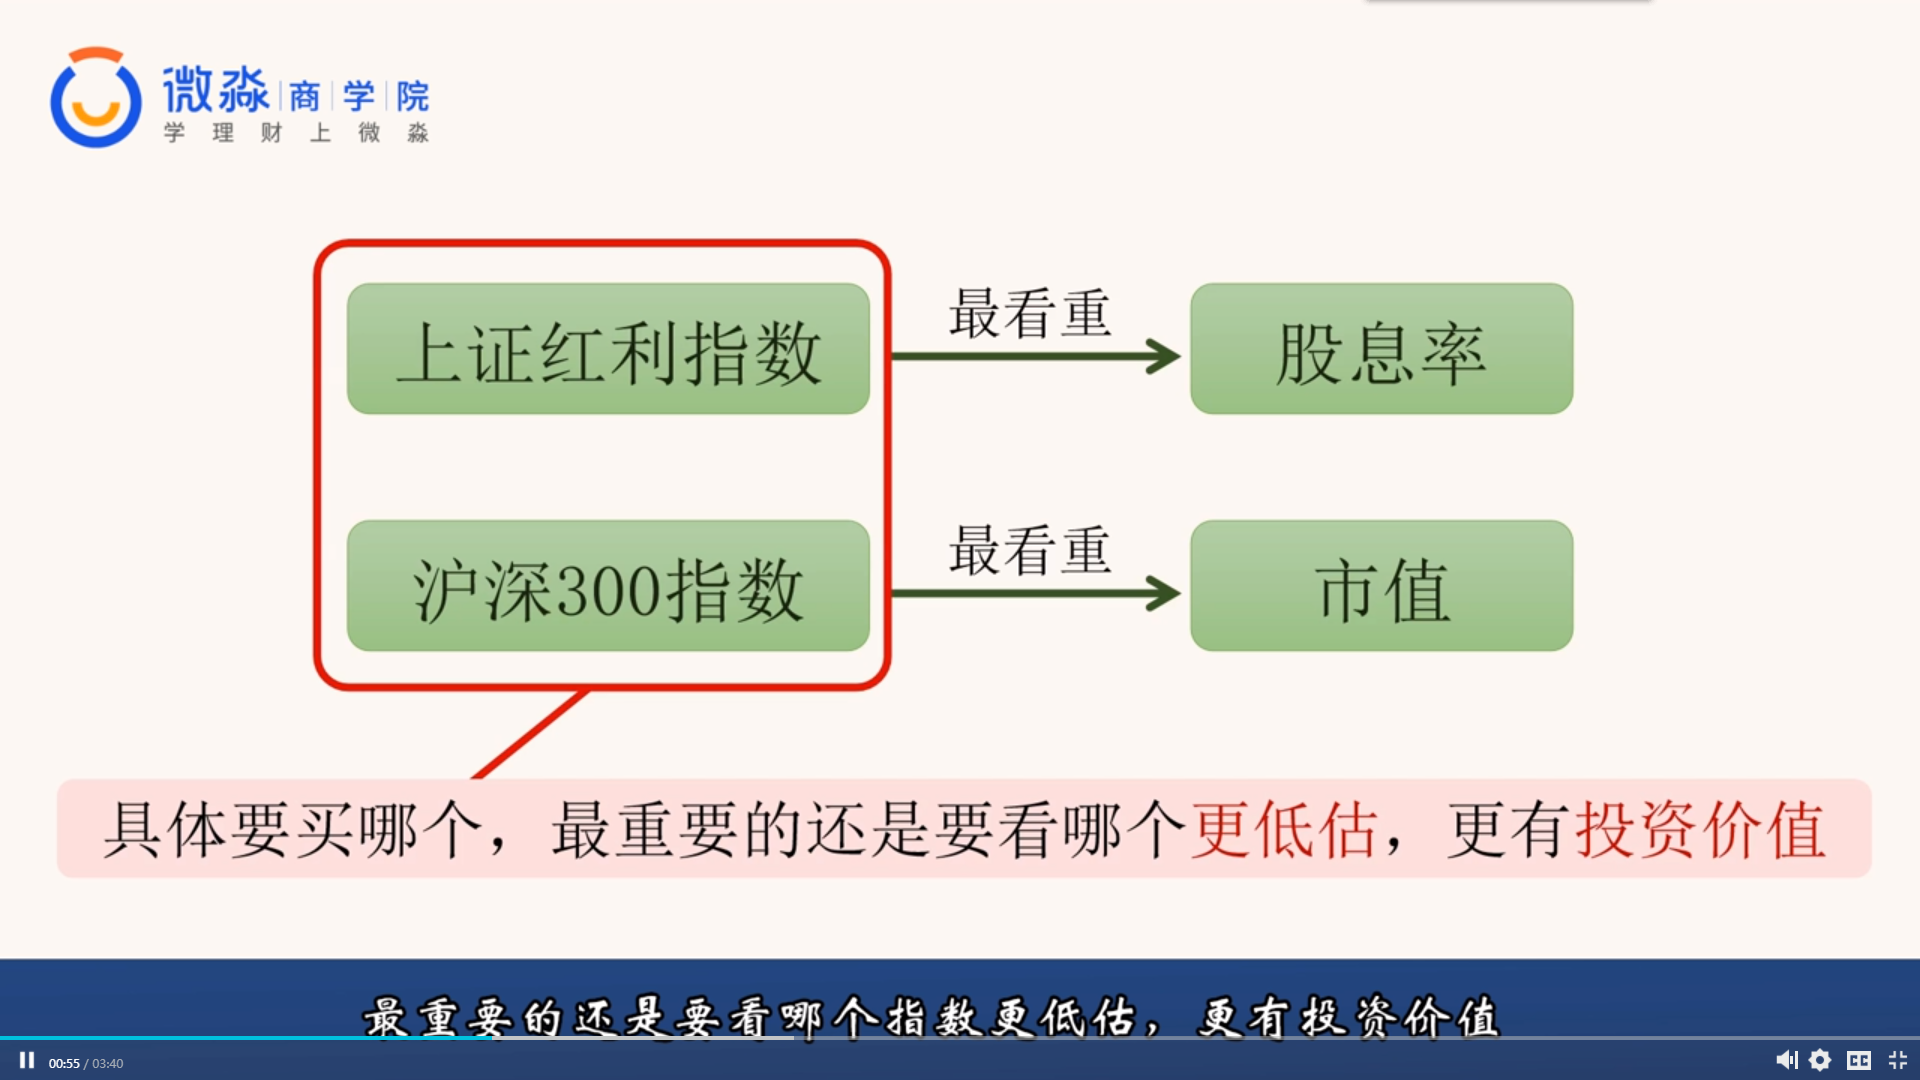 微淼商学院
学理财上微淼
上证红利指数
最看重
股息率
沪深300指数
最看重
市值
具体要买哪个，最重要的还是要看哪个更低估，更有投资价值
最重要的还是要看哪个指数更低估，更有投资价值
00:55 / 03:40
CC